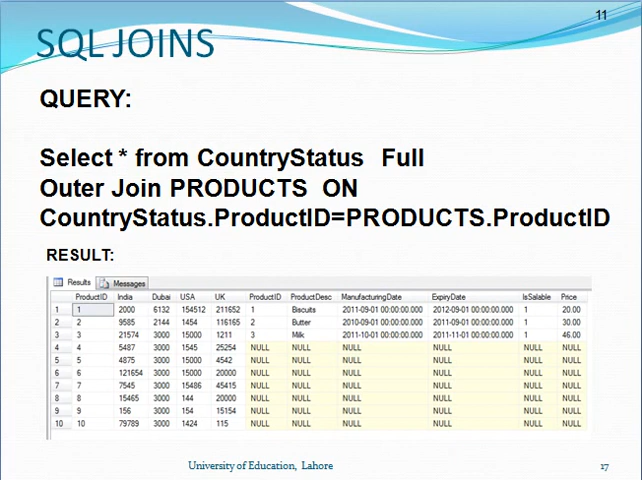 11
SQL JOINS
QUERY:
Select * from CountryStatus Full
Outer Join PRODUCTS ON
CountryStatus.ProductID=PRODUCTS.ProductID
RESULT:
Results Messages
ProductID India Dubai USA UK ProductID ProductDesc ManufacturingDate ExpiryDate IsSalable Price
1 1 2000 6132 154512 211652 1 Biscuits 2011-09-01 00:00:00.000 2012-09-01 00:00:00.000 1 20.00
2 2 9585 2144 1454 116165 2 Butter 2010-09-01 00:00:00.000 2011-09-01 00:00:00.000 1 30.00
3 3 21574 3000 15000 1211 3 Milk 2011-10-01 00:00:00.000 2011-11-01 00:00:00.000 1 46.00
4 4 5487 3000 1545 25254 NULL NULL NULL NULL NULL NULL
5 5 4875 3000 15000 4542 NULL NULL NULL NULL NULL NULL
6 6 121654 3000 15000 20000 NULL NULL NULL NULL NULL NULL
7 7 7545 3000 15486 45415 NULL NULL NULL NULL NULL NULL
8 8 15465 3000 144 20000 NULL NULL NULL NULL NULL NULL
9 9 156 3000 154 15154 NULL NULL NULL NULL NULL NULL
10 10 79789 3000 1424 115 NULL NULL NULL NULL NULL NULL
University of Education, Lahore
17